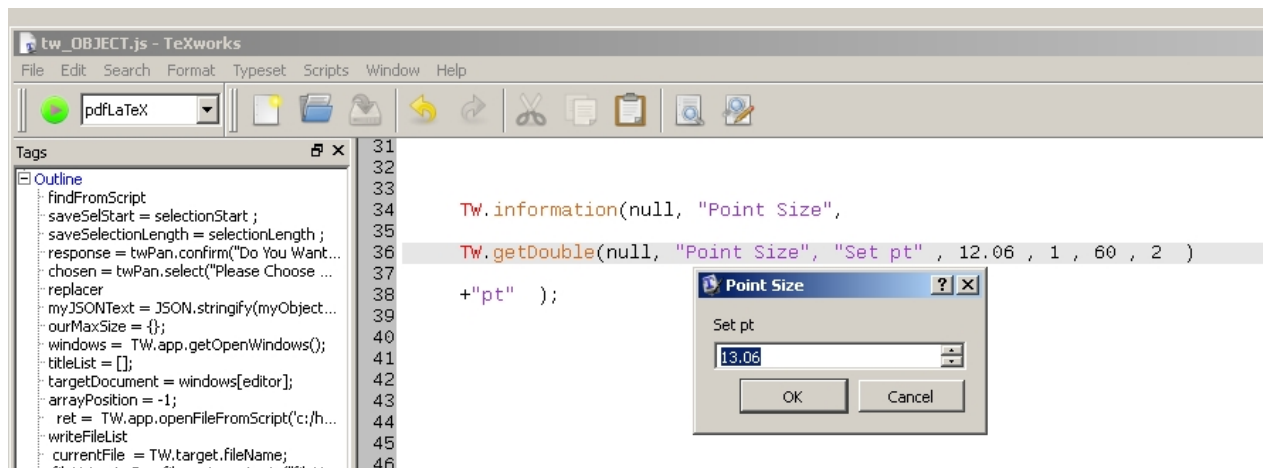 tw_OBJECT.js - TeXworks
File Edit Search Format Typeset Scripts Window Help
pdfLaTeX
Tags
Outline
findFromScript
saveSelStart = selectionStart ;
saveSelectionLength = selectionLength ;
response = twPan.confirm("Do You Want...
chosen = twPan.select("Please Choose ...
replacer
myJSONText = JSON.stringify(myObject...
ourMaxSize = {};
windows = TW.app.getOpenWindows();
titleList = [];
targetDocument = windows[editor];
arrayPosition = -1;
ret = TW.app.openFileFromScript('c:/h...
writeFileList
currentFile = TW.target.fileName;
31
32
33
34 TW.information(null, "Point Size",
35
36 TW.getDouble(null, "Point Size", "Set pt" , 12.06 , 1 , 60 , 2 )
37
38 +"pt" );
39
40
41
42
43
44
45
46
Point Size
Set pt
13.06
OK Cancel